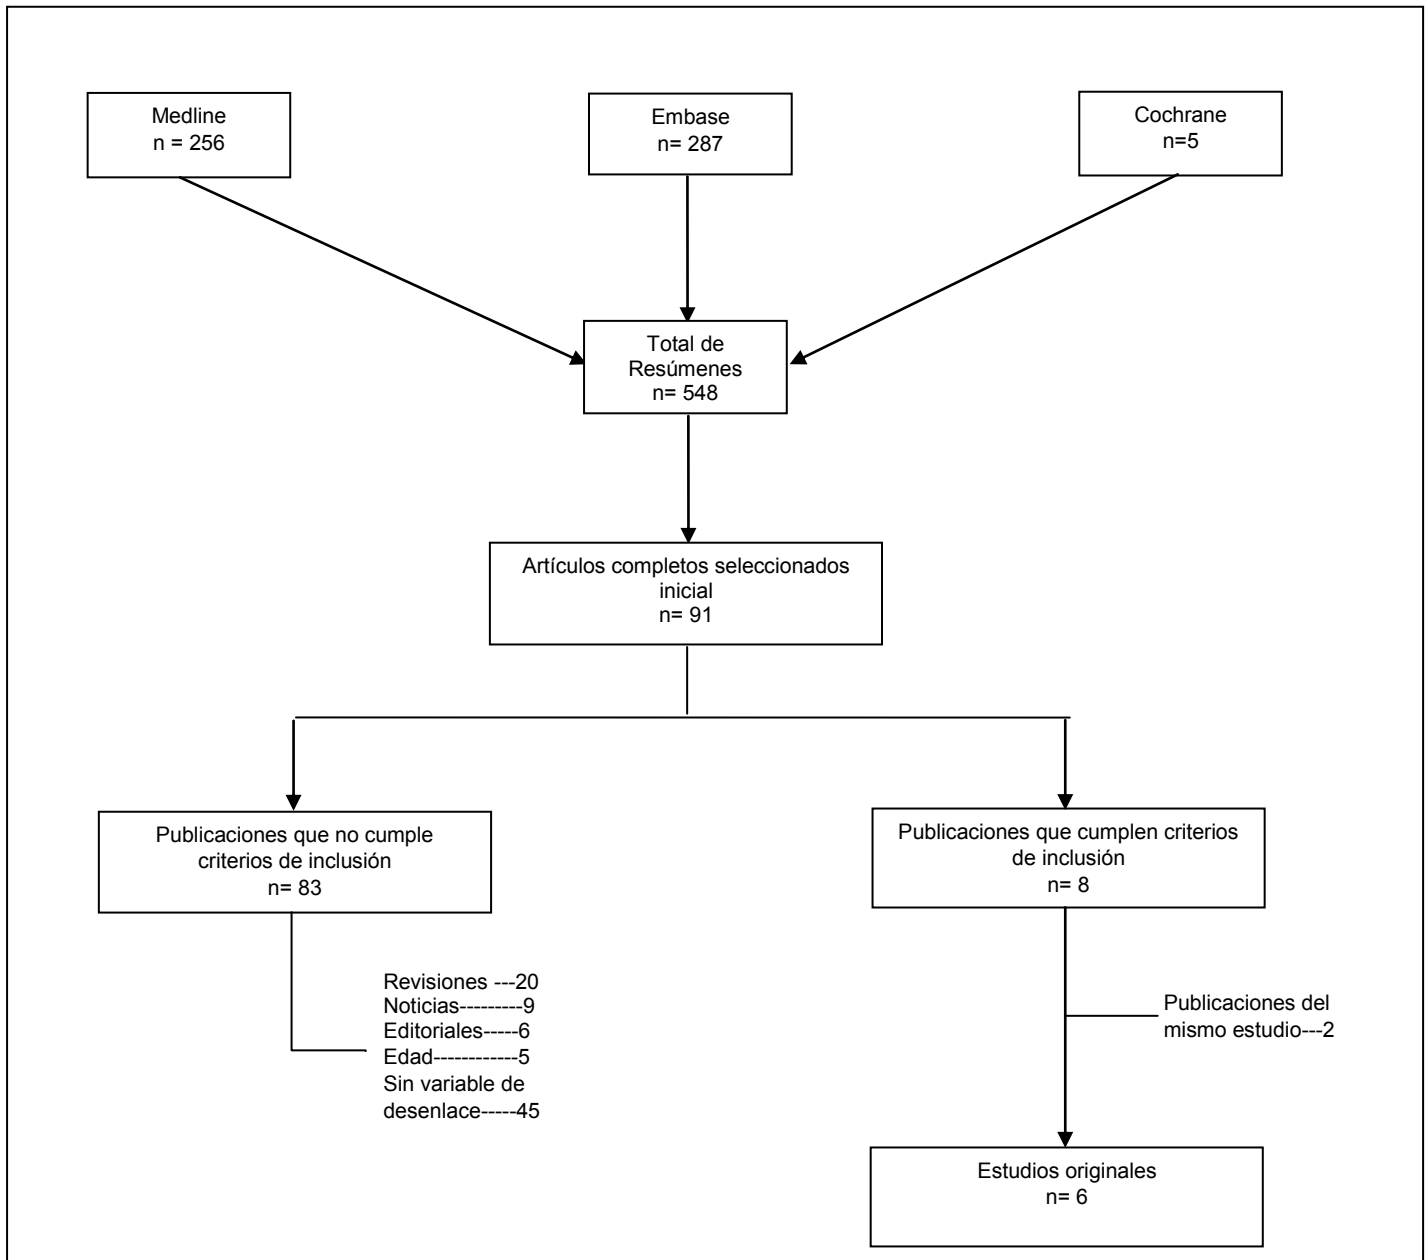 Medline
n = 256
Embase
n= 287
Cochrane
n=5
Total de
Resúmenes
n= 548
Artículos completos seleccionados
inicial
n= 91
Publicaciones que no cumple
criterios de inclusión
n= 83
Publicaciones que cumplen criterios
de inclusión
n= 8
Revisiones ---20
Noticias---------9
Editoriales-----6
Edad------------5
Sin variable de
desenlace-----45
Publicaciones del
mismo estudio---2
Estudios originales
n= 6